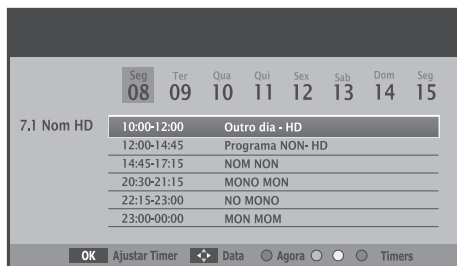 Seg Ter Qua Qui Sex Sab Dom Seg
08 09 10 11 12 13 14 15
7.1 Nom HD
10:00-12:00 Outro dia - HD
12:00-14:45 Programa NON- HD
14:45-17:15 NOM NON
20:30-21:15 MONO MON
22:15-23:00 NO MONO
23:00-00:00 MON MOM
OK Ajustar Timer Data Agora Timers